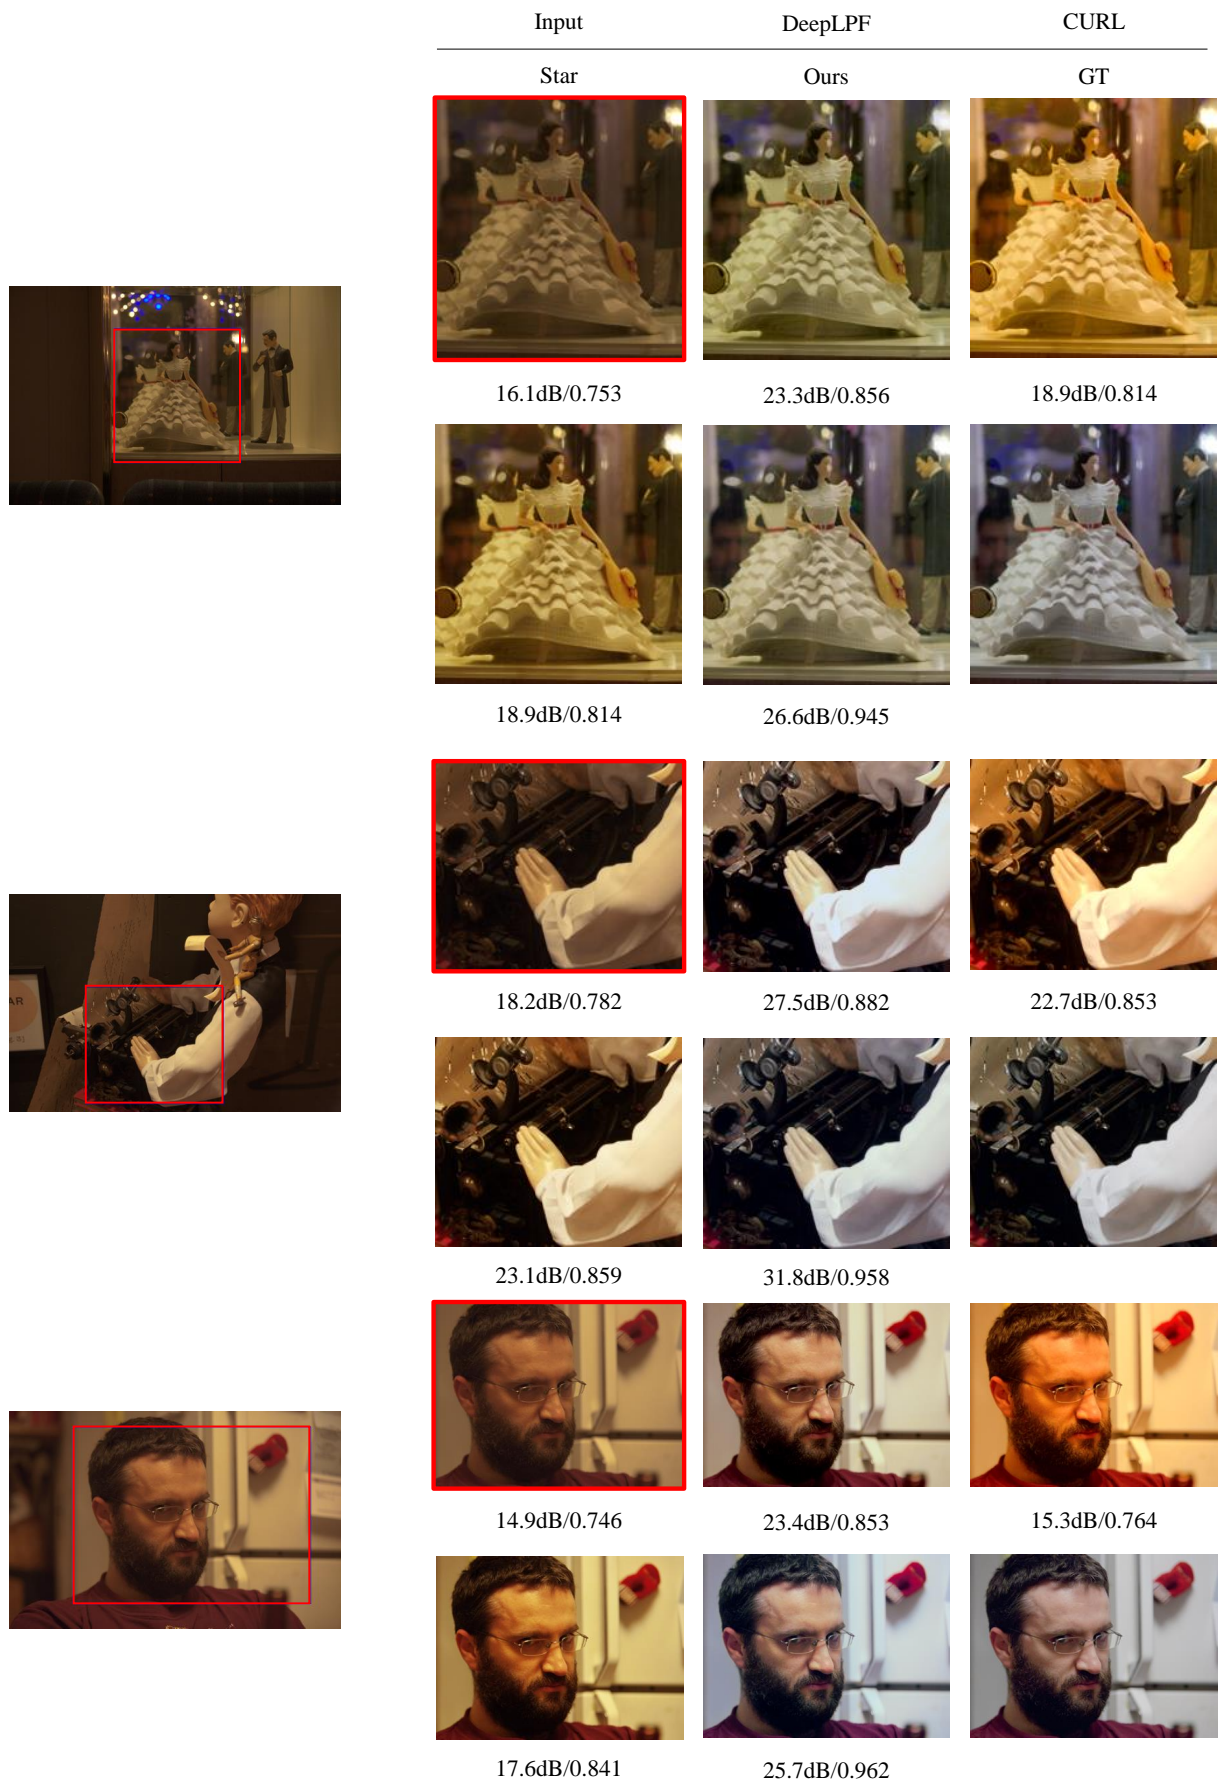 Input DeepLPF CURL
Star Ours GT
16.1dB/0.753 23.3dB/0.856 18.9dB/0.814
18.9dB/0.814 26.6dB/0.945
AR
18.2dB/0.782 27.5dB/0.882 22.7dB/0.853
23.1dB/0.859 31.8dB/0.958
14.9dB/0.746 23.4dB/0.853 15.3dB/0.764
17.6dB/0.841 25.7dB/0.962